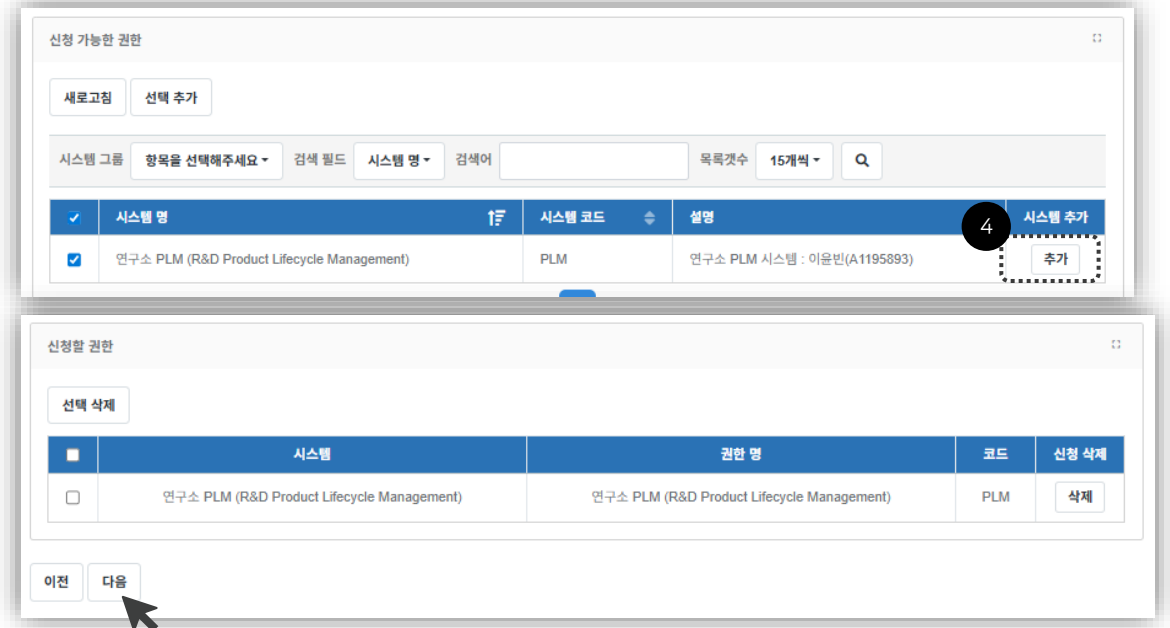 신청 가능한 권한
새로고침 선택 추가
시스템 그룹 항목을 선택해주세요 검색 필드 시스템 명 검색어 목록갯수 15개씩
시스템 명 시스템 코드 설명 4 시스템 추가
연구소 PLM (R&D Product Lifecycle Management) PLM 연구소 PLM 시스템 : 이윤빈(A1195893) 추가
신청할 권한
선택 삭제
시스템 권한 명 코드 신청 삭제
연구소 PLM (R&D Product Lifecycle Management) 연구소 PLM (R&D Product Lifecycle Management) PLM 삭제
이전 다음